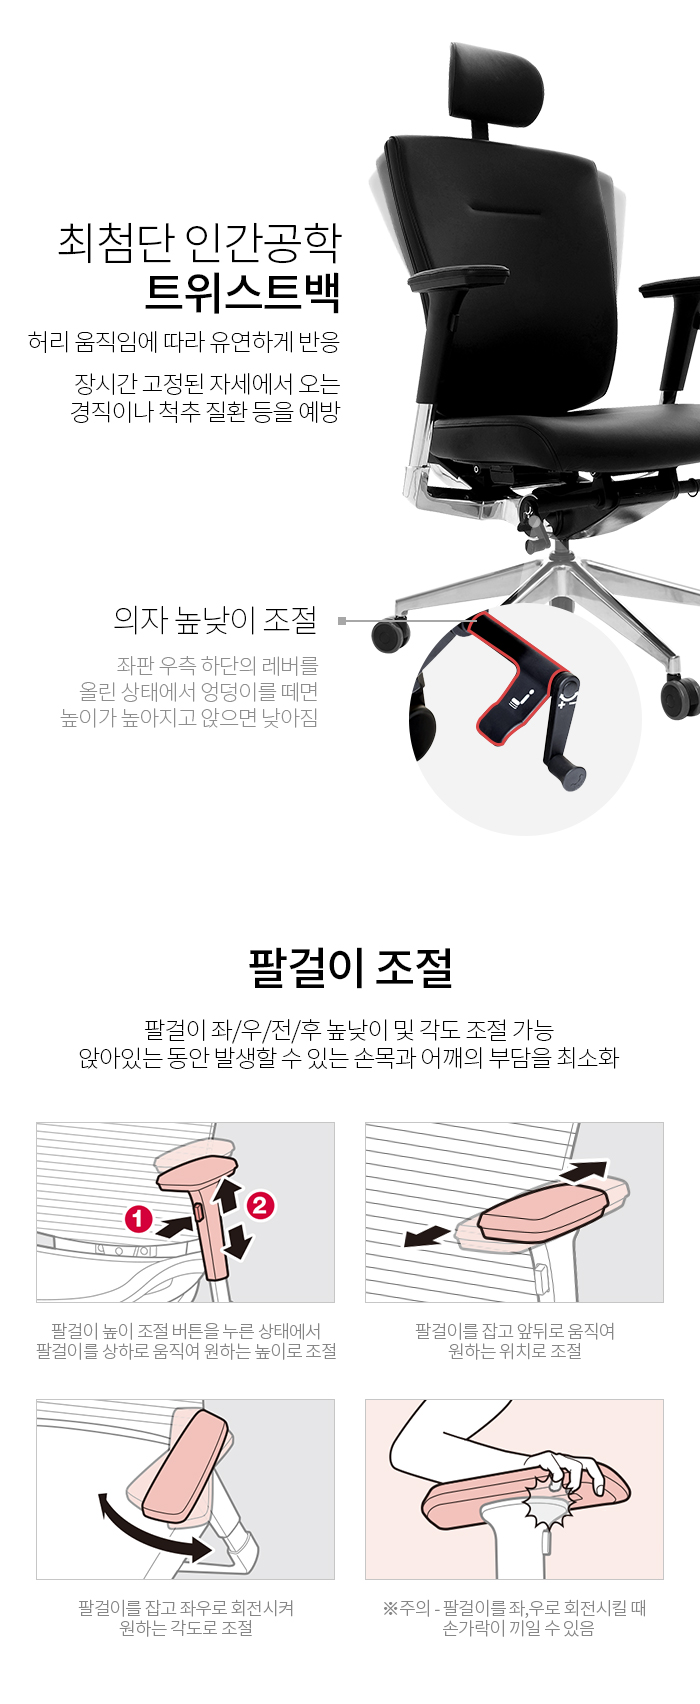 최첨단 인간공학
트위스트백
허리 움직임에 따라 유연하게 반응
장시간 고정된 자세에서 오는
경직이나 척추 질환 등을 예방
의자 높낮이 조절
좌판 우측 하단의 레버를
올린 상태에서 엉덩이를 떼면
높이가 높아지고 앉으면 낮아짐
팔걸이 조절
팔걸이 좌/우/전/후 높낮이 및 각도 조절 가능
앉아있는 동안 발생할 수 있는 손목과 어깨의 부담을 최소화
1
2
팔걸이 높이 조절 버튼을 누른 상태에서
팔걸이를 상하로 움직여 원하는 높이로 조절
팔걸이를 잡고 앞뒤로 움직여
원하는 위치로 조절
팔걸이를 잡고 좌우로 회전시켜
원하는 각도로 조절
※주의 - 팔걸이를 좌,우로 회전시킬 때
손가락이 끼일 수 있음